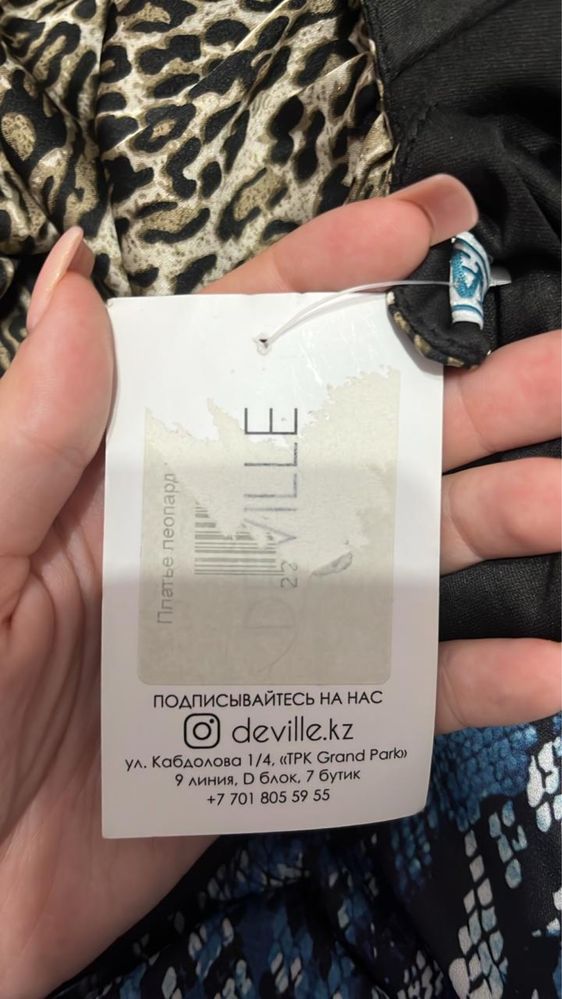 DEVILLE
Платье леопард
22
ПОДПИСЫВАЙТЕСЬ НА НАС
deville.kz
ул. Кабдолова 1/4, «ТРК Grand Park»
9 линия, D блок, 7 бутик
+7 701 805 59 55